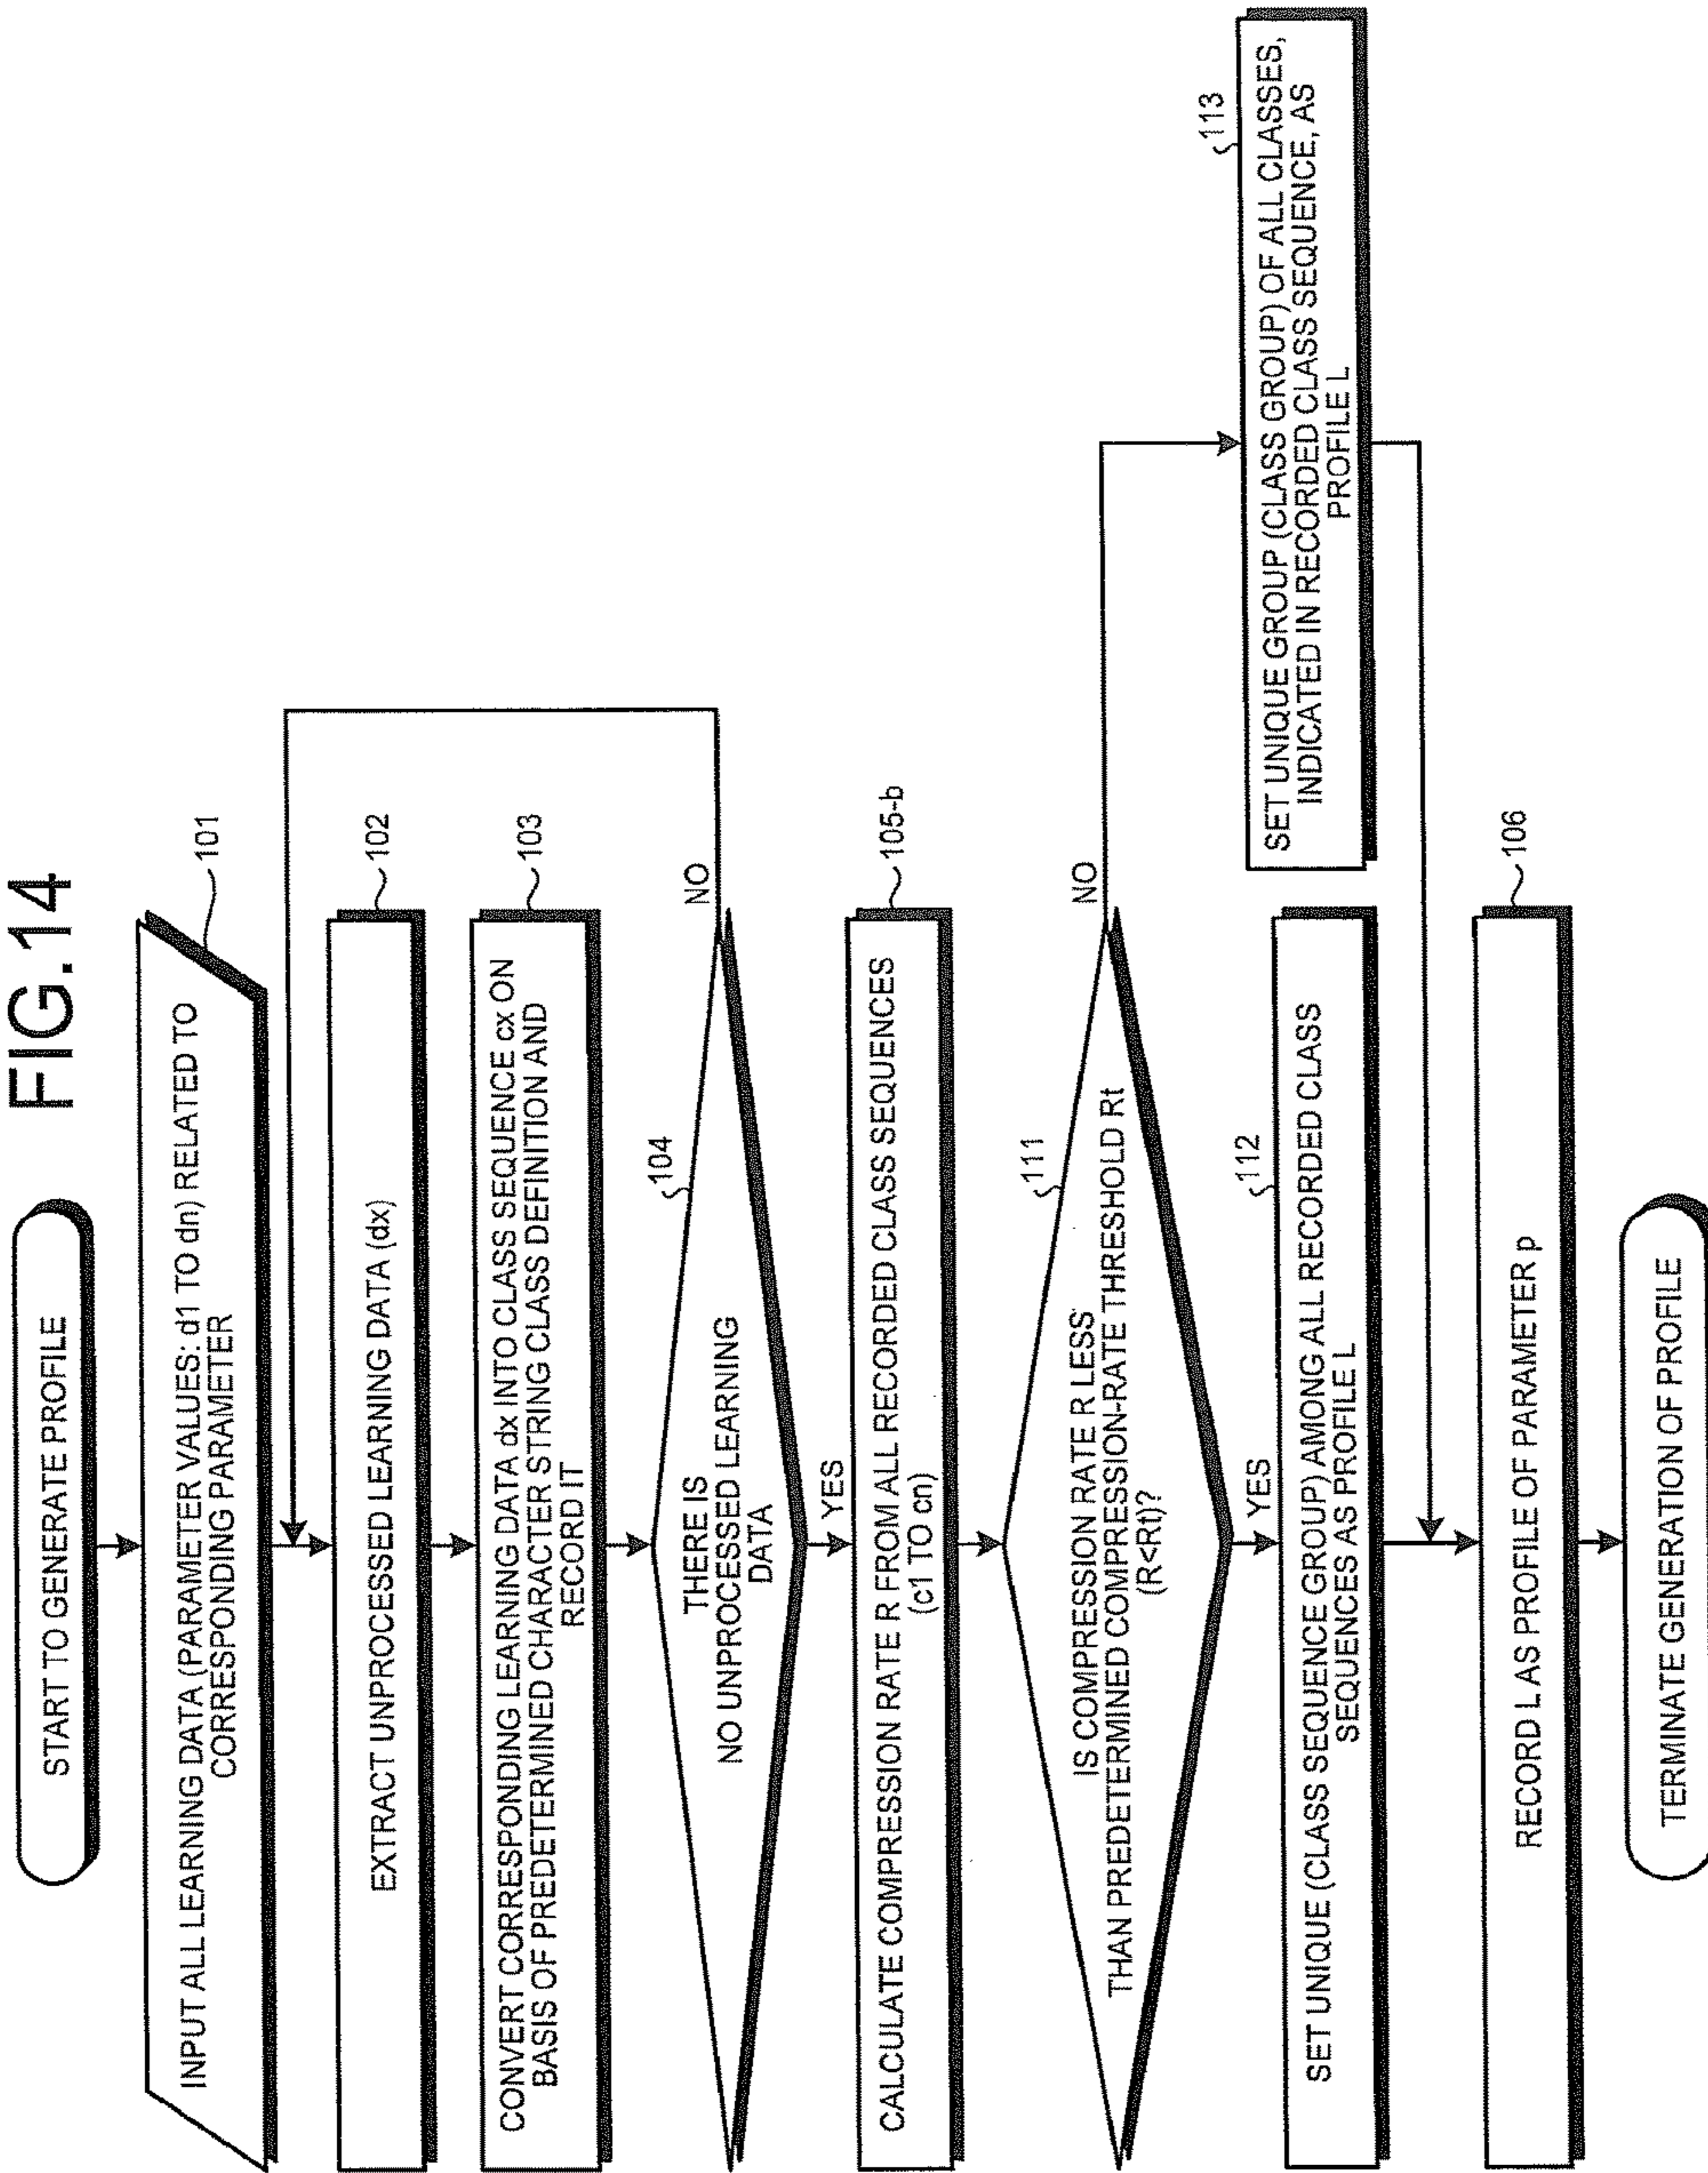 FIG.14
START TO GENERATE PROFILE
101
INPUT ALL LEARNING DATA (PARAMETER VALUES: d1 TO dn) RELATED TO
CORRESPONDING PARAMETER
102
EXTRACT UNPROCESSED LEARNING DATA (dx)
103
CONVERT CORRESPONDING LEARNING DATA dx INTO CLASS SEQUENCE cx ON
BASIS OF PREDETERMINED CHARACTER STRING CLASS DEFINITION AND
RECORD IT
104
THERE IS
NO UNPROCESSED LEARNING
DATA
NO
YES
105-b
CALCULATE COMPRESSION RATE R FROM ALL RECORDED CLASS SEQUENCES
(c1 TO cn)
111
IS COMPRESSION RATE R LESS
THAN PREDETERMINED COMPRESSION-RATE THRESHOLD Rt
(R<Rt)?
NO
YES
112
SET UNIQUE (CLASS SEQUENCE GROUP) AMONG ALL RECORDED CLASS
SEQUENCES AS PROFILE L
113
SET UNIQUE GROUP (CLASS GROUP) OF ALL CLASSES,
INDICATED IN RECORDED CLASS SEQUENCE, AS
PROFILE L
106
RECORD L AS PROFILE OF PARAMETER p
TERMINATE GENERATION OF PROFILE